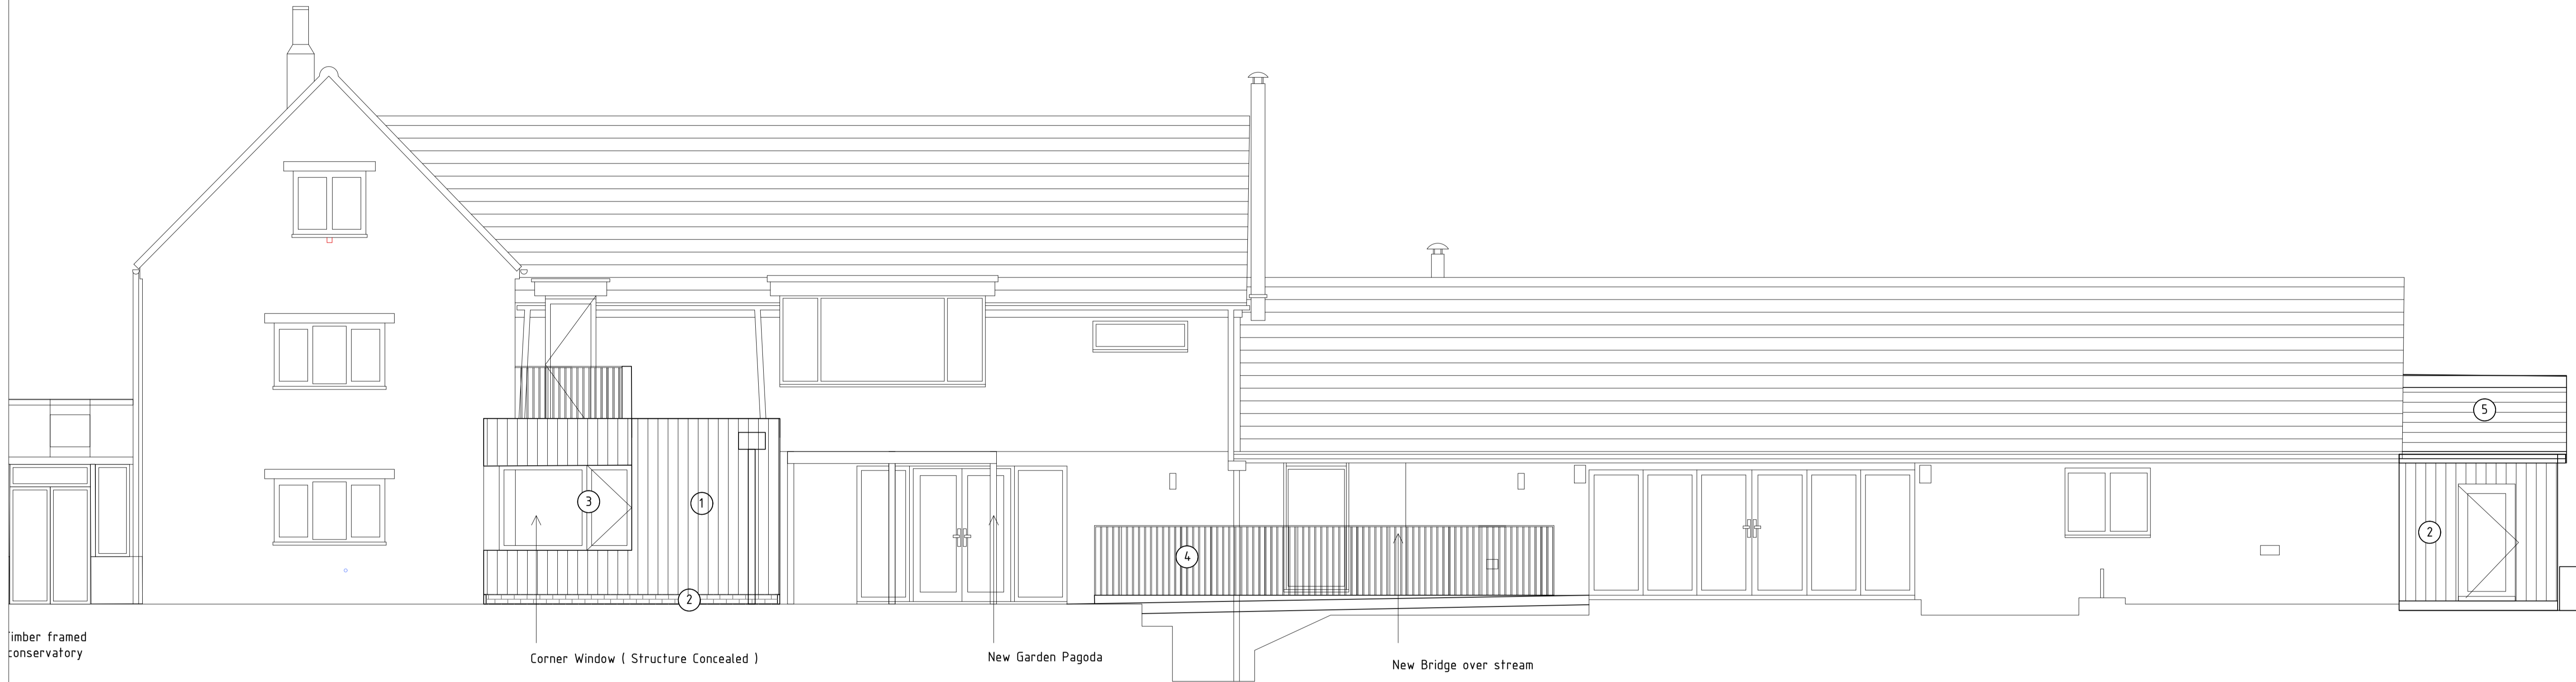 5
3
1
2
4
2
Timber framed
conservatory
Corner Window ( Structure Concealed )
New Garden Pagoda
New Bridge over stream